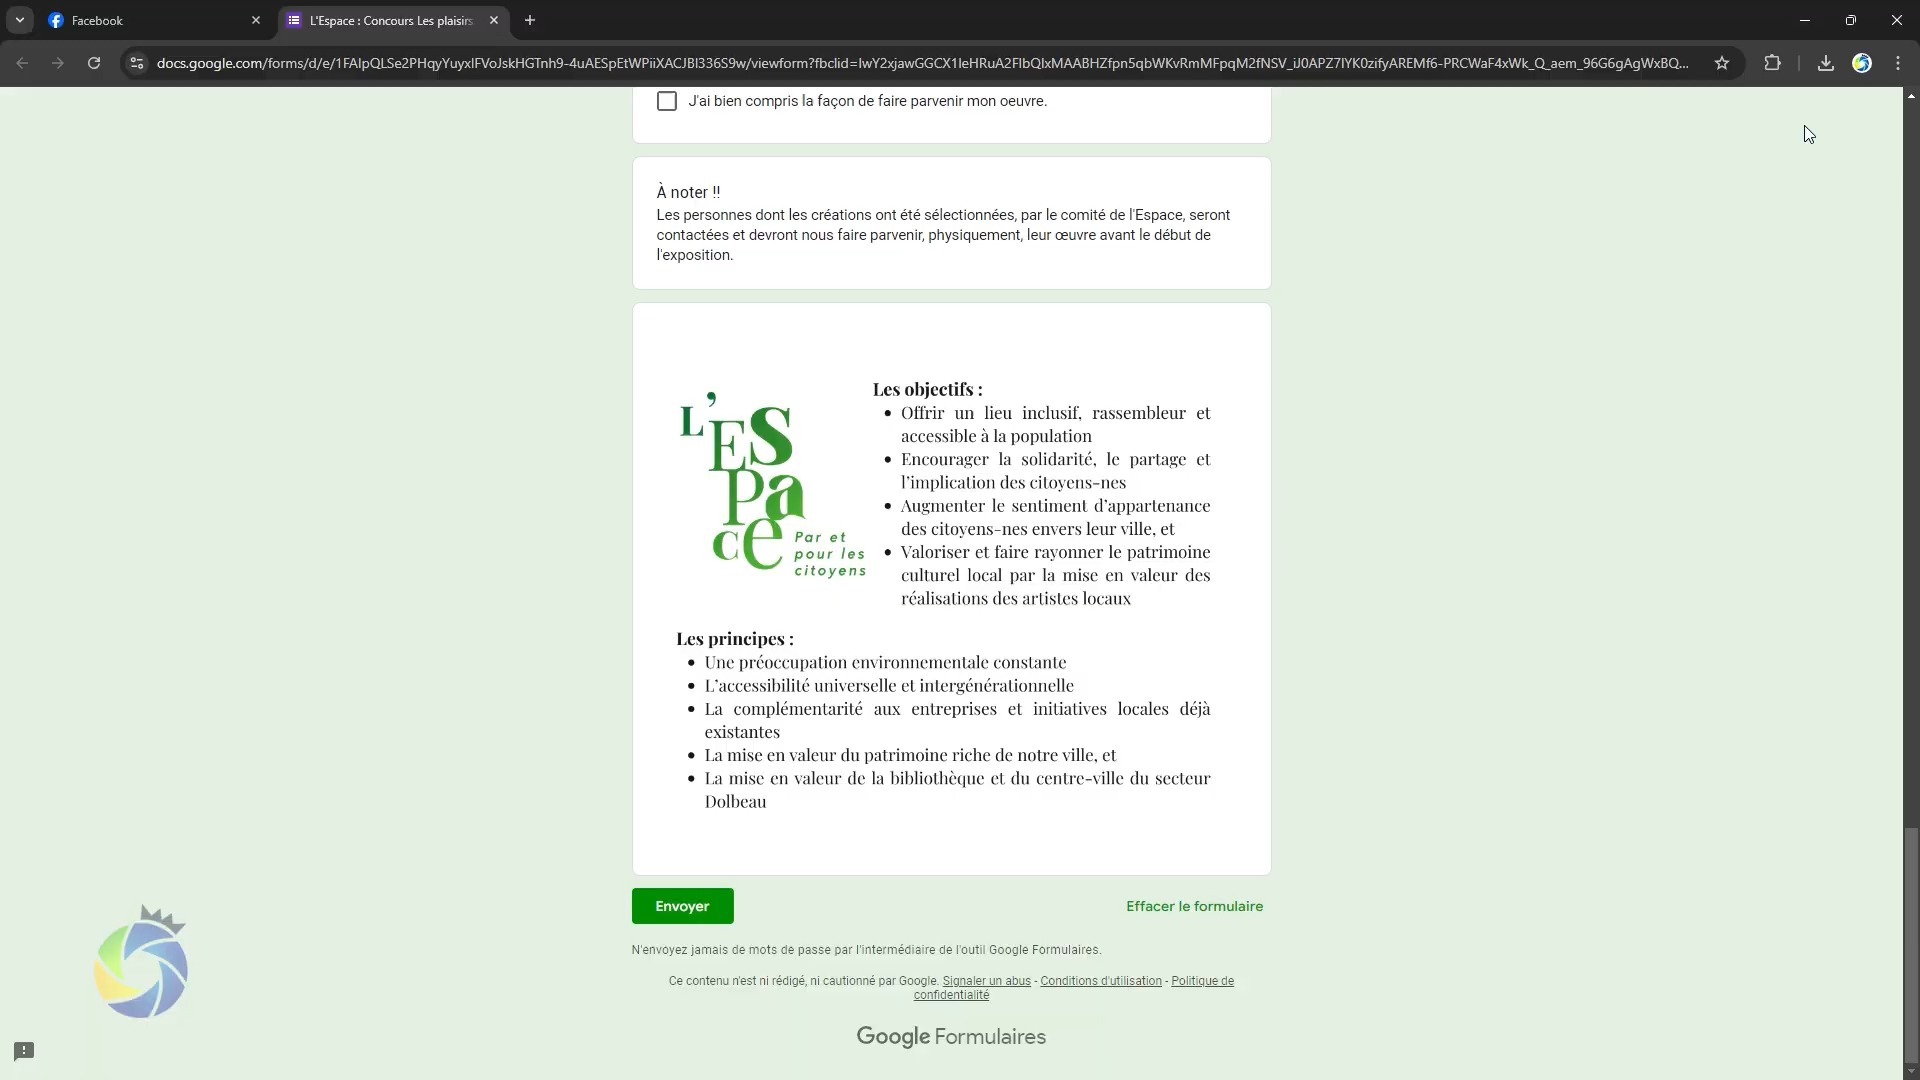 Facebook
L'Espace : Concours Les plaisirs
docs.google.com/forms/d/e/1FAIpQLSe2PHqyYuyxIFVoJskHGTnh9-4uAESpEtWPiiXACJBl336S9w/viewform?fbclid=IwY2xjawGGCX1leHRuA2FlbQIxMAABHZfpn5qbWKvRmMFpqM2fNSV_iJ0APZ7lYK0zifyAREMf6-PRCWaF4xWk_Q_aem_96G6gAgWxBQ...
J'ai bien compris la façon de faire parvenir mon oeuvre.
À noter !!
Les personnes dont les créations ont été sélectionnées, par le comité de l'Espace, seront
contactées et devront nous faire parvenir, physiquement, leur œuvre avant le début de
l'exposition.
L'ESPace
Par et
pour les
citoyens
Les objectifs :
• Offrir un lieu inclusif, rassembleur et
accessible à la population
• Encourager la solidarité, le partage et
l’implication des citoyens-nes
• Augmenter le sentiment d’appartenance
des citoyens-nes envers leur ville, et
• Valoriser et faire rayonner le patrimoine
culturel local par la mise en valeur des
réalisations des artistes locaux
Les principes :
• Une préoccupation environnementale constante
• L’accessibilité universelle et intergénérationnelle
• La complémentarité aux entreprises et initiatives locales déjà
existantes
• La mise en valeur du patrimoine riche de notre ville, et
• La mise en valeur de la bibliothèque et du centre-ville du secteur
Dolbeau
Envoyer
Effacer le formulaire
N'envoyez jamais de mots de passe par l'intermédiaire de l'outil Google Formulaires.
Ce contenu n'est ni rédigé, ni cautionné par Google. Signaler un abus - Conditions d'utilisation - Politique de
confidentialité
Google Formulaires